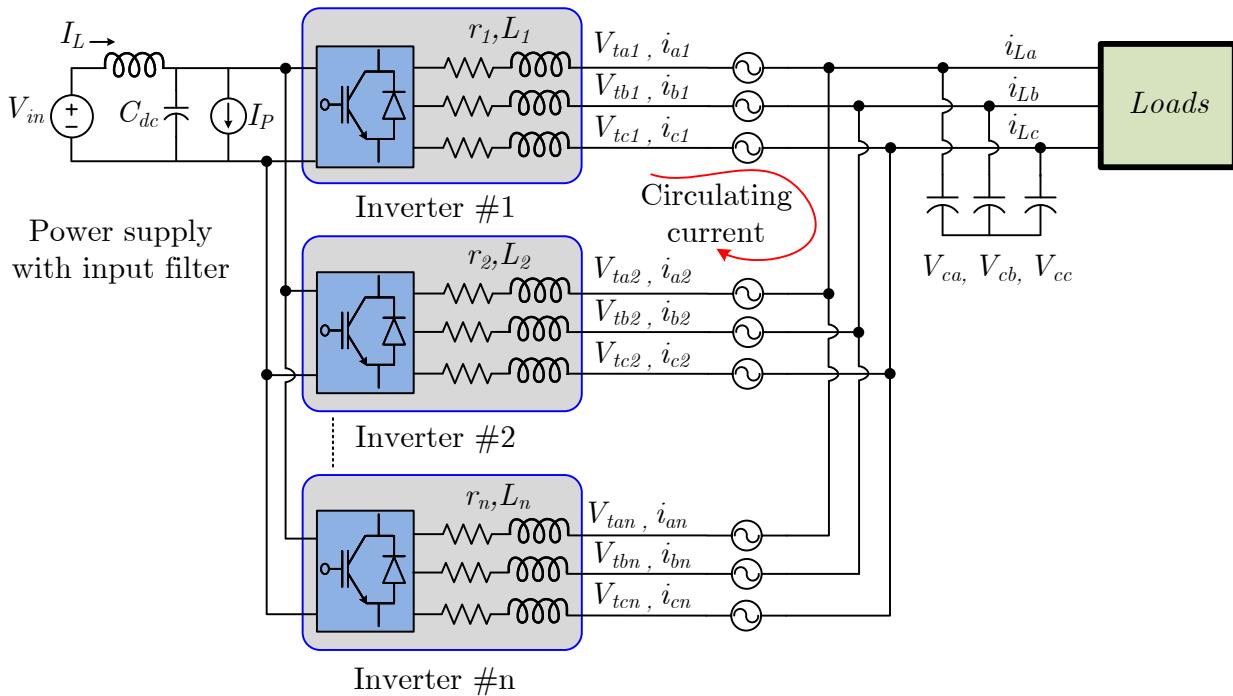 I_L
V_in
+
−
C_dc
I_P
Power supply
with input filter
r_1,L_1
Inverter #1
V_ta1 , i_a1
V_tb1 , i_b1
V_tc1 , i_c1
Circulating
current
i_La
i_Lb
i_Lc
Loads
V_ca, V_cb, V_cc
r_2,L_2
Inverter #2
V_ta2 , i_a2
V_tb2 , i_b2
V_tc2 , i_c2
r_n,L_n
Inverter #n
V_tan , i_an
V_tbn , i_bn
V_tcn , i_cn